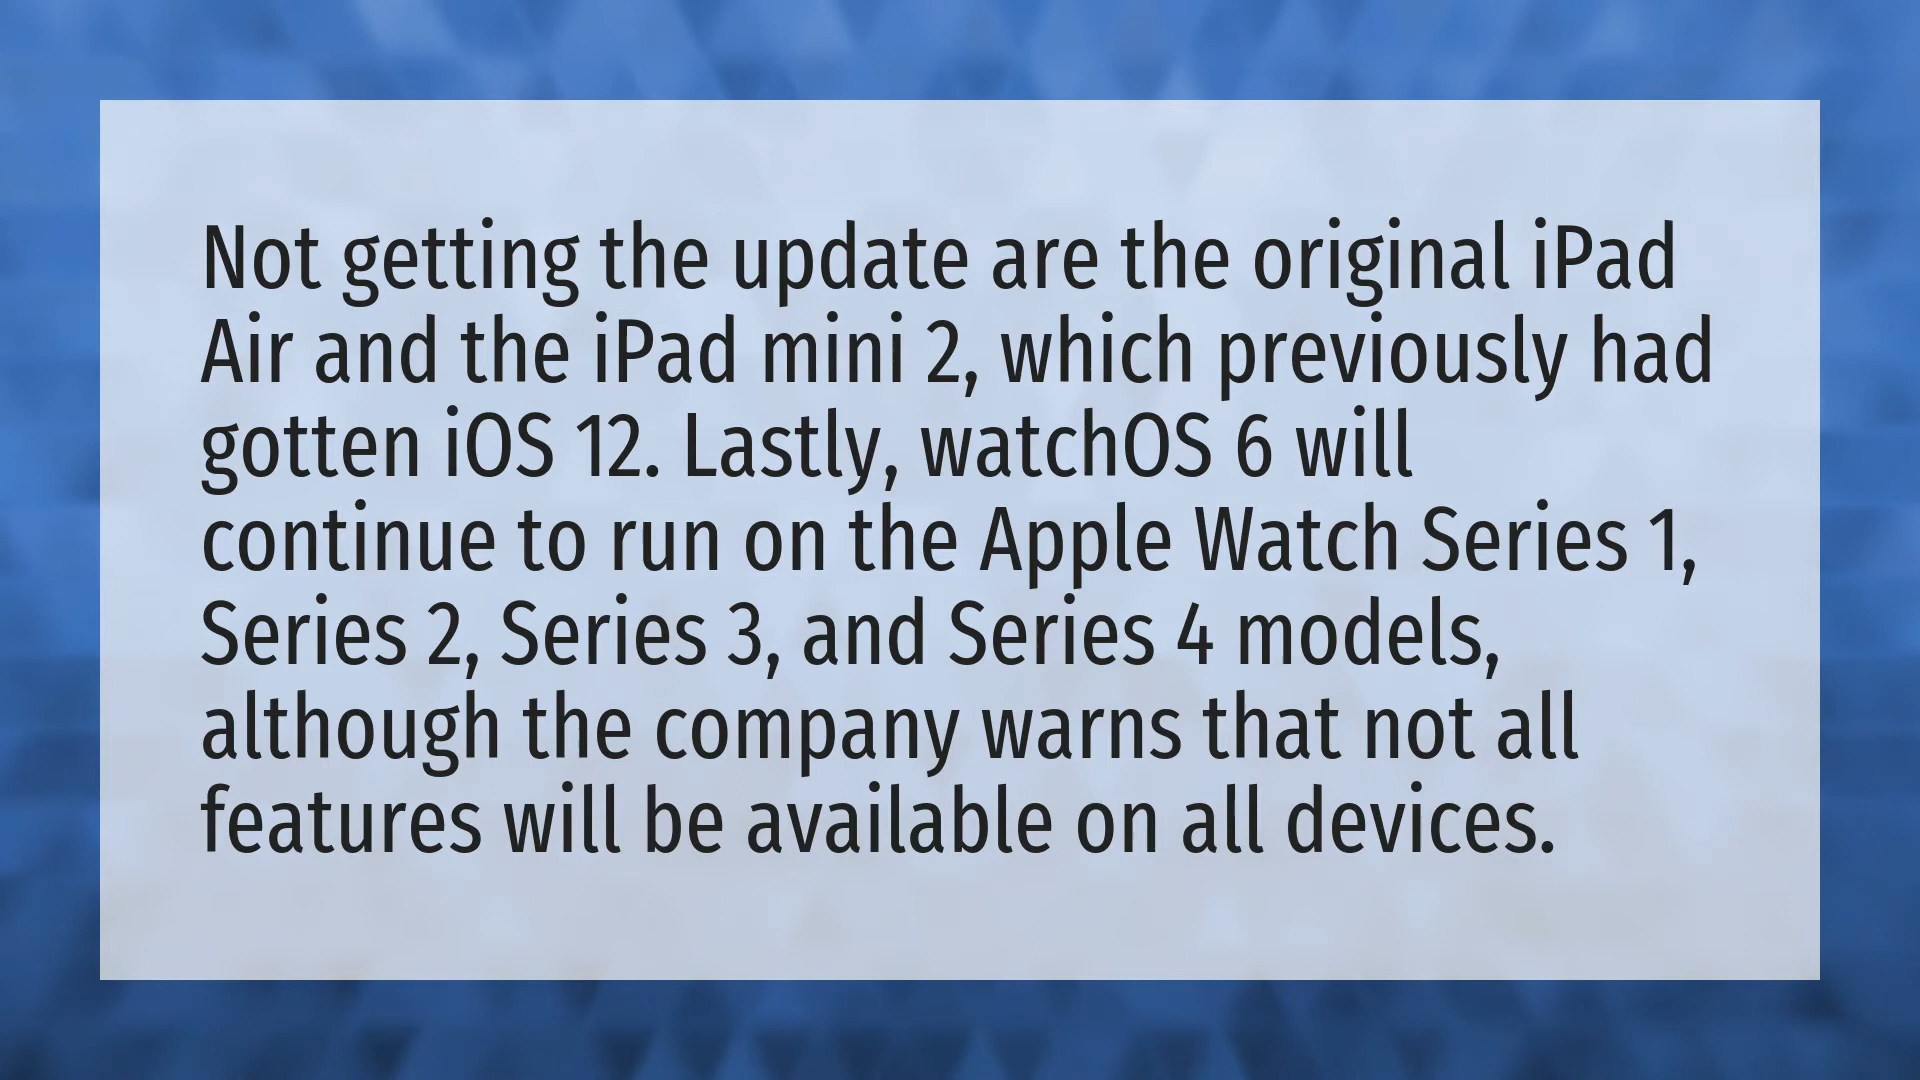 Not getting the update are the original iPad
Air and the iPad mini 2, which previously had
gotten iOS 12. Lastly, watchOS 6 will
continue to run on the Apple Watch Series 1,
Series 2, Series 3, and Series 4 models,
although the company warns that not all
features will be available on all devices.